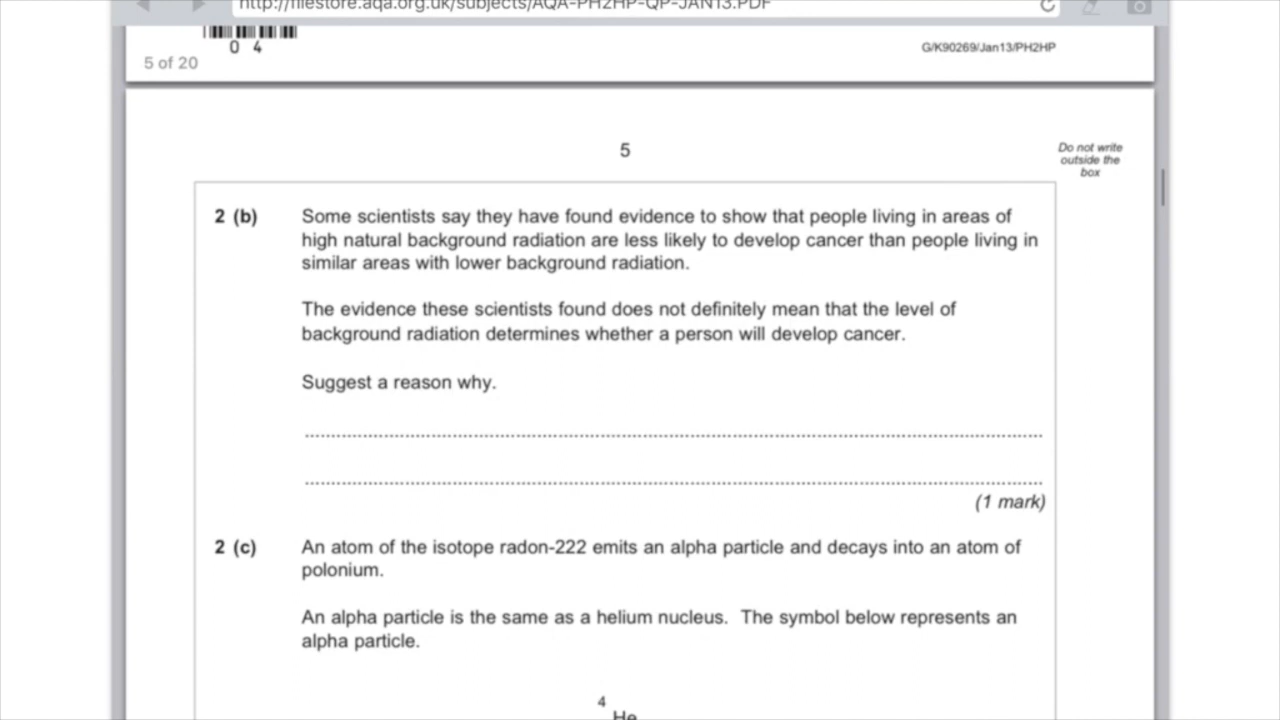 http://filestore.aqa.org.uk/subjects/AQA-PH2HP-QP-JAN13.PDF
0 4
G/K90269/Jan13/PH2HP
5 of 20
5
Do not write
outside the
box
2 (b) Some scientists say they have found evidence to show that people living in areas of
high natural background radiation are less likely to develop cancer than people living in
similar areas with lower background radiation.
The evidence these scientists found does not definitely mean that the level of
background radiation determines whether a person will develop cancer.
Suggest a reason why.
(1 mark)
2 (c) An atom of the isotope radon-222 emits an alpha particle and decays into an atom of
polonium.
An alpha particle is the same as a helium nucleus. The symbol below represents an
alpha particle.
4
He